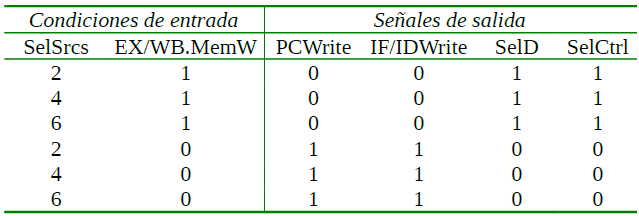 Condiciones de entrada Señales de salida
SelSrcs EX/WB.MemW PCWrite IF/IDWrite SelD SelCtrl
2 1 0 0 1 1
4 1 0 0 1 1
6 1 0 0 1 1
2 0 1 1 0 0
4 0 1 1 0 0
6 0 1 1 0 0